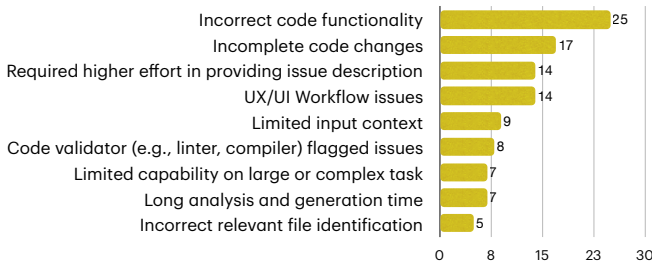 Incorrect code functionality 25
Incomplete code changes 17
Required higher effort in providing issue description 14
UX/UI Workflow issues 14
Limited input context 9
Code validator (e.g., linter, compiler) flagged issues 8
Limited capability on large or complex task 7
Long analysis and generation time 7
Incorrect relevant file identification 5
0 8 15 23 30